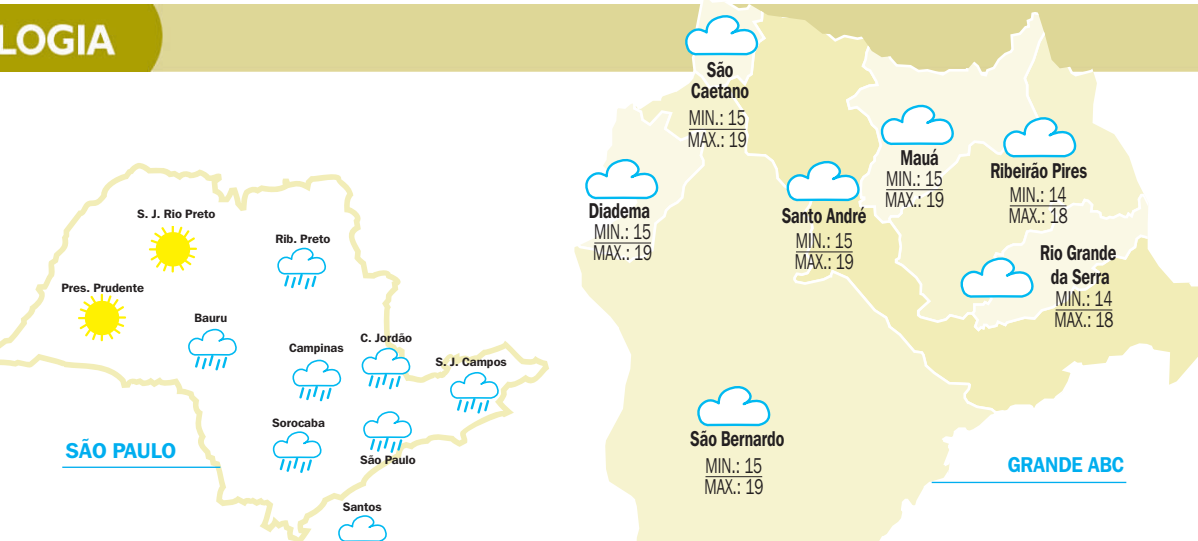 LOGIA
S. J. Rio Preto
Rib. Preto
Pres. Prudente
Bauru
C. Jordão
Campinas
S. J. Campos
Sorocaba
São Paulo
SÃO PAULO
Santos
São
Caetano
MIN.: 15
MAX.: 19
Diadema
MIN.: 15
MAX.: 19
Santo André
MIN.: 15
MAX.: 19
Mauá
MIN.: 15
MAX.: 19
Ribeirão Pires
MIN.: 14
MAX.: 18
Rio Grande
da Serra
MIN.: 14
MAX.: 18
São Bernardo
MIN.: 15
MAX.: 19
GRANDE ABC